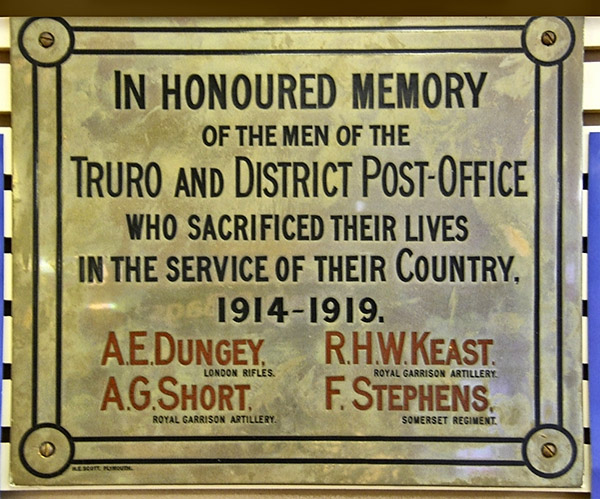 IN HONOURED MEMORY
OF THE MEN OF THE
TRURO AND DISTRICT POST-OFFICE
WHO SACRIFICED THEIR LIVES
IN THE SERVICE OF THEIR COUNTRY.
1914-1919.
A.E. DUNGEY. R.H.W. KEAST.
LONDON RIFLES. ROYAL GARRISON ARTILLERY.
A.G. SHORT. F. STEPHENS.
ROYAL GARRISON ARTILLERY. SOMERSET REGIMENT.
H.E. SCOTT. PLYMOUTH.